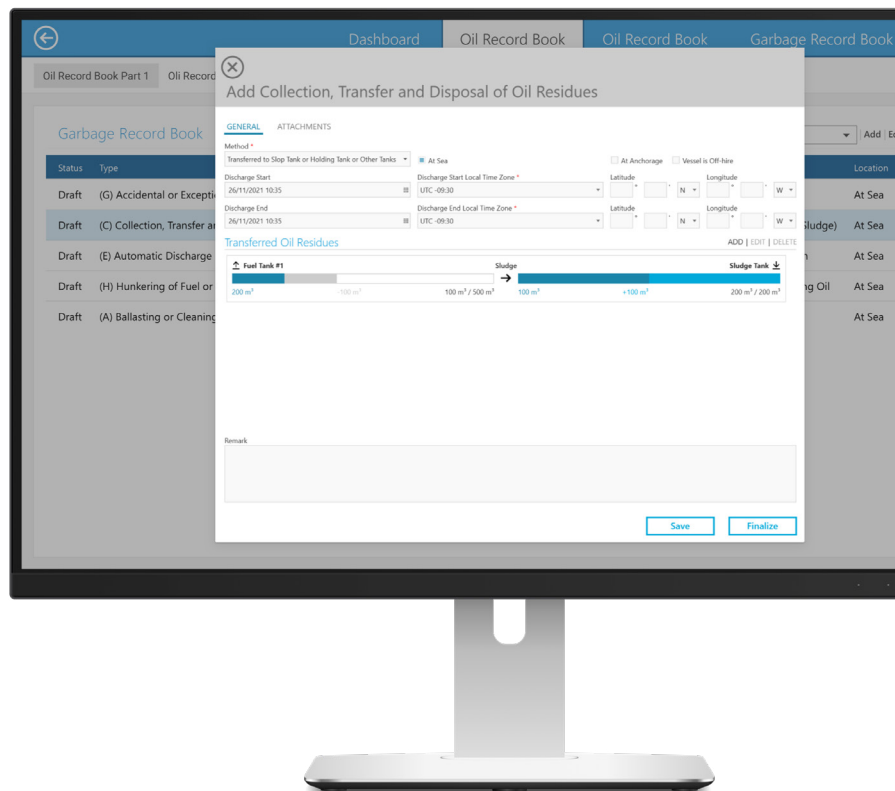 Dashboard Oil Record Book Oil Record Book Garbage Record Book
Oil Record Book Part 1 Oli Record
Add Collection, Transfer and Disposal of Oil Residues
GENERAL ATTACHMENTS
Method *
Transferred to Slop Tank or Holding Tank or Other Tanks At Sea At Anchorage Vessel is Off-hire
Discharge Start Discharge Start Local Time Zone * Latitude Longitude
26/11/2021 10:35 UTC -09:30 ° ' N ° ' W
Discharge End Discharge End Local Time Zone * Latitude Longitude
26/11/2021 10:35 UTC -09:30 ° ' N ° ' W
Transferred Oil Residues ADD | EDIT | DELETE
Fuel Tank #1 Sludge Sludge Tank
200 m³ -100 m³ 100 m³ / 500 m³ 100 m³ +100 m³ 200 m³ / 200 m³
Remark
Save Finalize
Garbage Record Book Add
Status Type Location
Draft (G) Accidental or At Sea
Draft (C) Collection, Transfer Sludge) At Sea
Draft (E) Automatic Discharge At Sea
Draft (H) Hunkering of Fuel or Oil At Sea
Draft (A) Ballasting or Cleaning At Sea